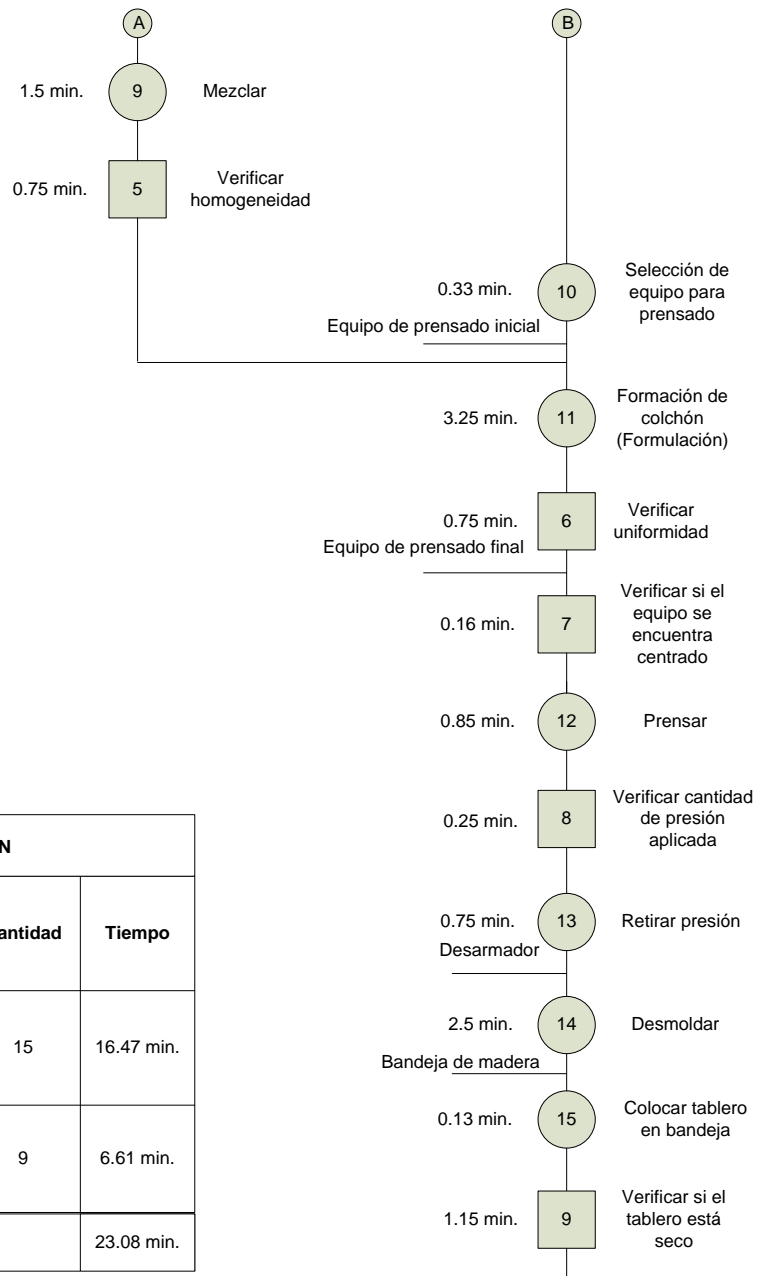 A
B
1.5 min.
9
Mezclar
0.75 min.
5
Verificar
homogeneidad
0.33 min.
10
Selección de
equipo para
prensado
Equipo de prensado inicial
3.25 min.
11
Formación de
colchón
(Formulación)
0.75 min.
6
Verificar
uniformidad
Equipo de prensado final
0.16 min.
7
Verificar si el
equipo se
encuentra
centrado
0.85 min.
12
Prensar
0.25 min.
8
Verificar cantidad
de presión
aplicada
0.75 min.
13
Retirar presión
Desarmador
2.5 min.
14
Desmoldar
Bandeja de madera
0.13 min.
15
Colocar tablero
en bandeja
1.15 min.
9
Verificar si el
tablero está
seco
N
antidad
Tiempo
15
16.47 min.
9
6.61 min.
23.08 min.